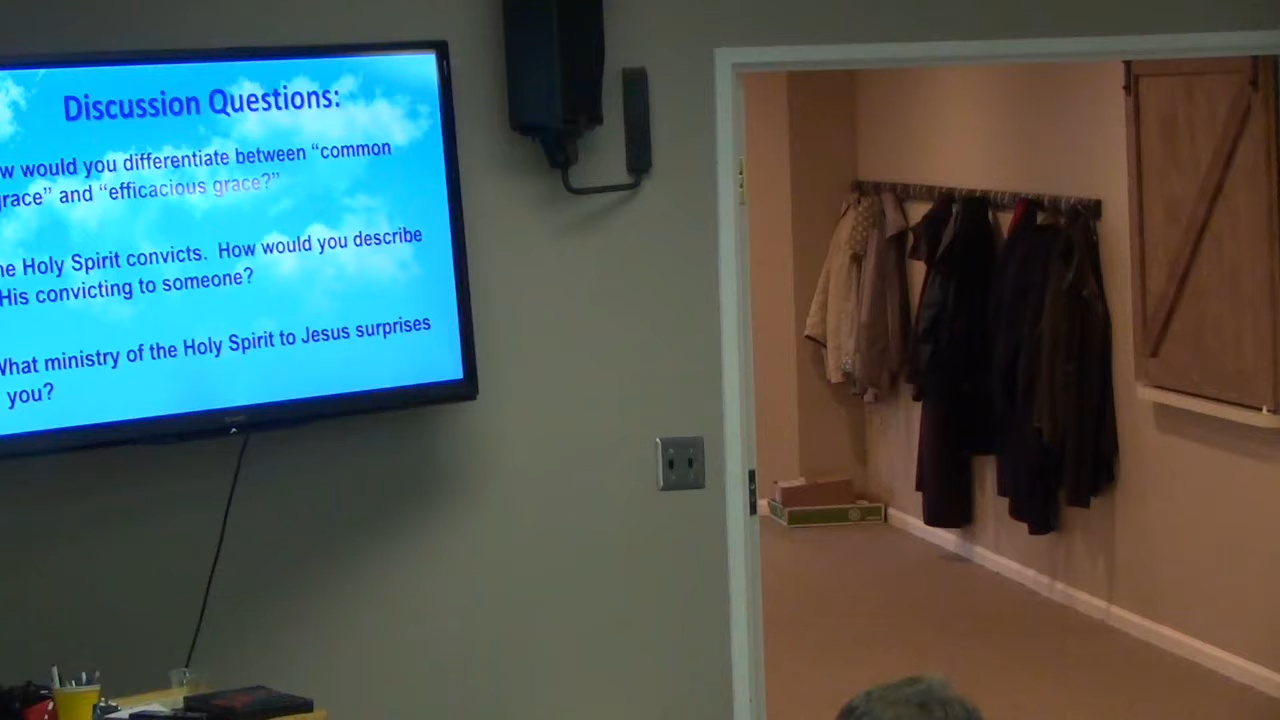 Discussion Questions:
w would you differentiate between “common
race” and “efficacious grace?”
he Holy Spirit convicts. How would you describe
His convicting to someone?
What ministry of the Holy Spirit to Jesus surprises
you?